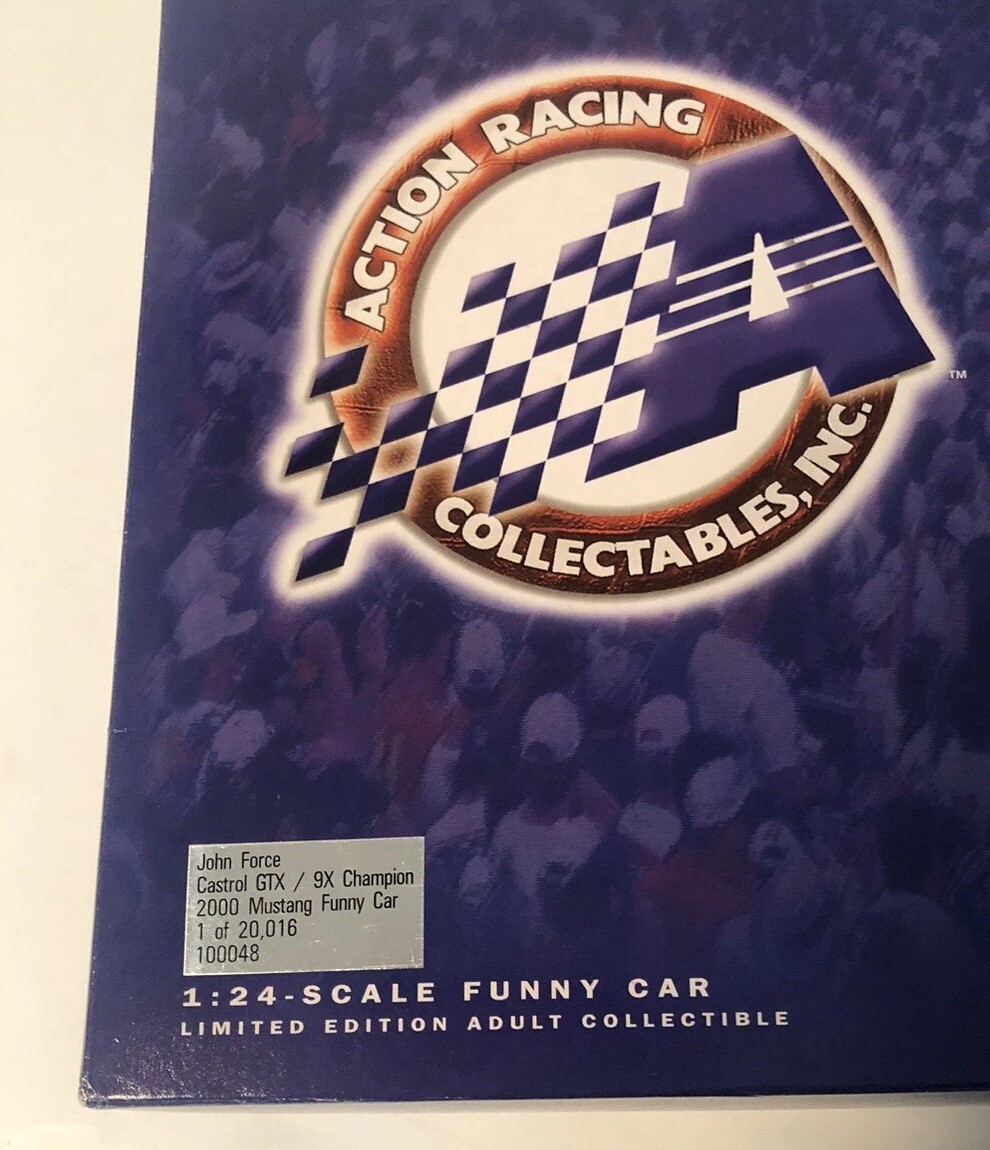 ACTION RACING
COLLECTABLES, INC.
TM
John Force
Castrol GTX / 9X Champion
2000 Mustang Funny Car
1 of 20,016
100048
1:24-SCALE FUNNY CAR
LIMITED EDITION ADULT COLLECTIBLE